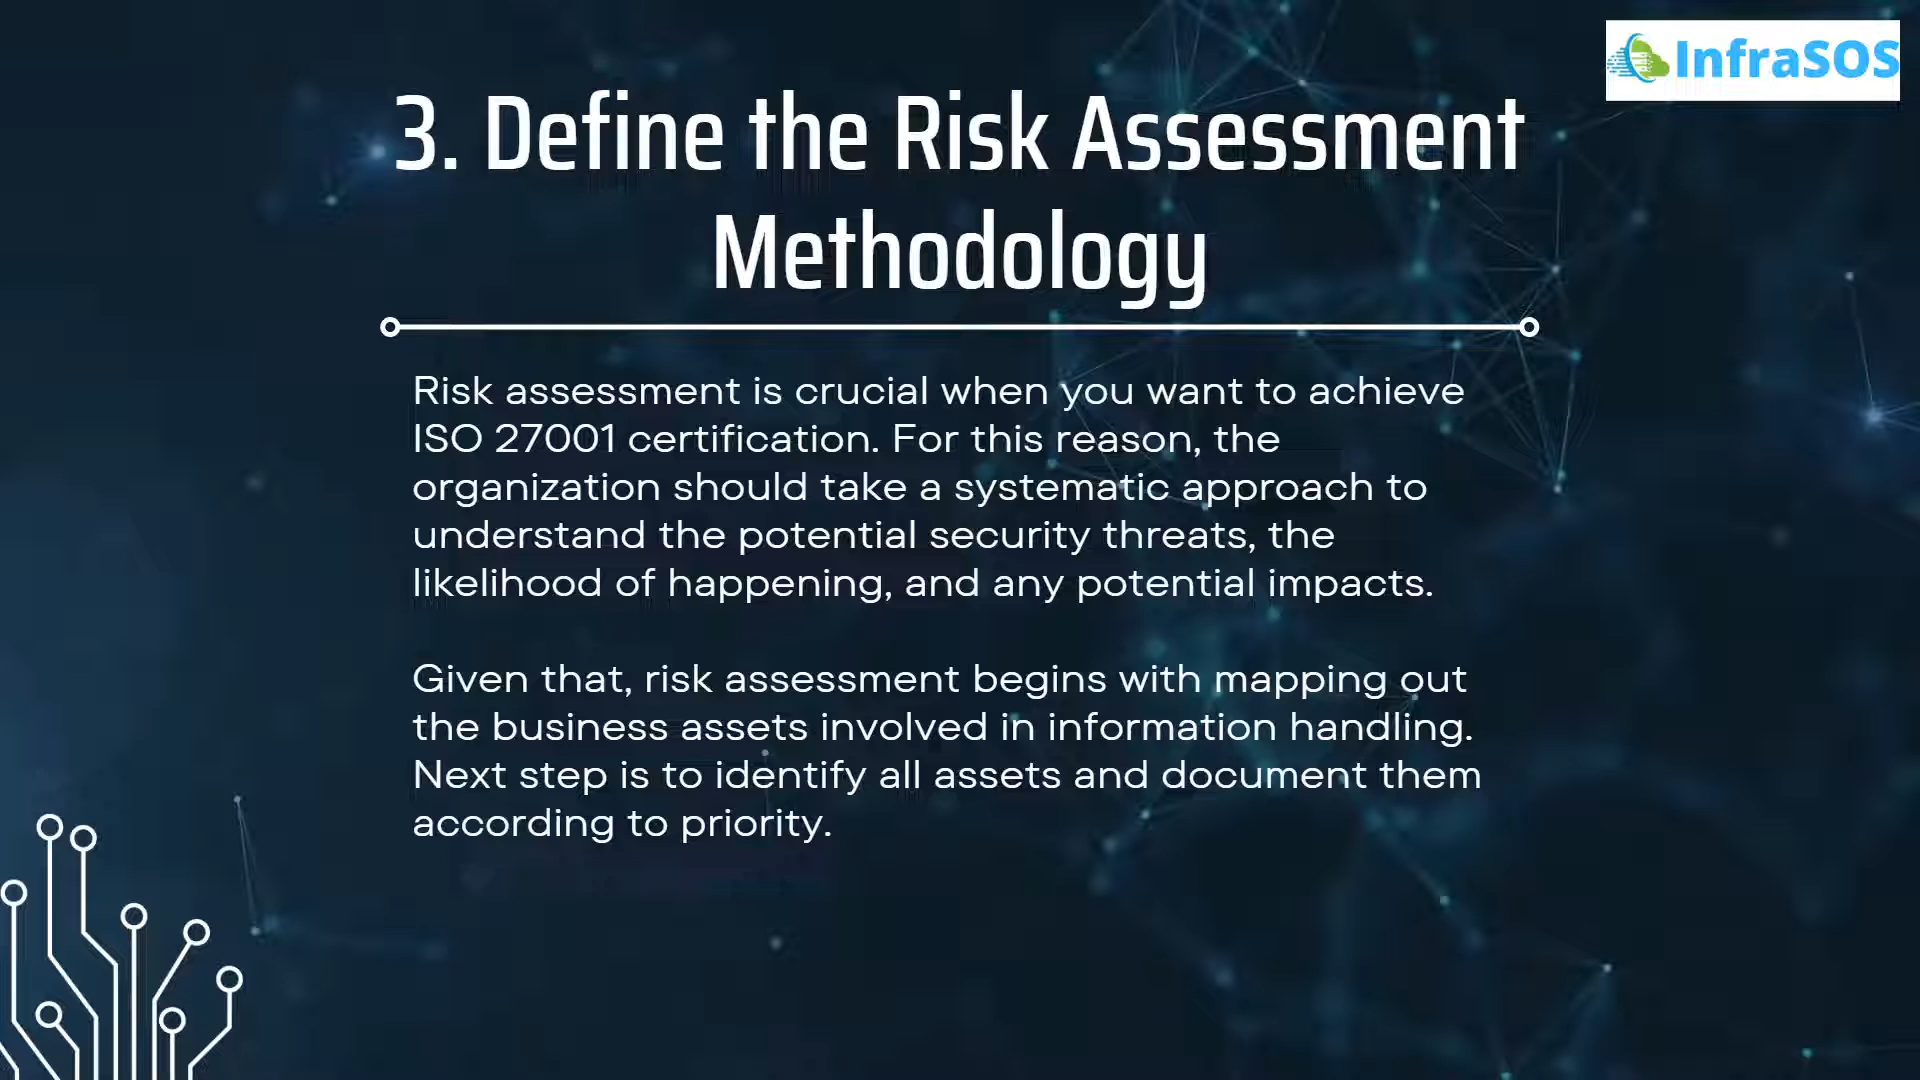 InfraSOS
3. Define the Risk Assessment
Methodology
Risk assessment is crucial when you want to achieve
ISO 27001 certification. For this reason, the
organization should take a systematic approach to
understand the potential security threats, the
likelihood of happening, and any potential impacts.
Given that, risk assessment begins with mapping out
the business assets involved in information handling.
Next step is to identify all assets and document them
according to priority.